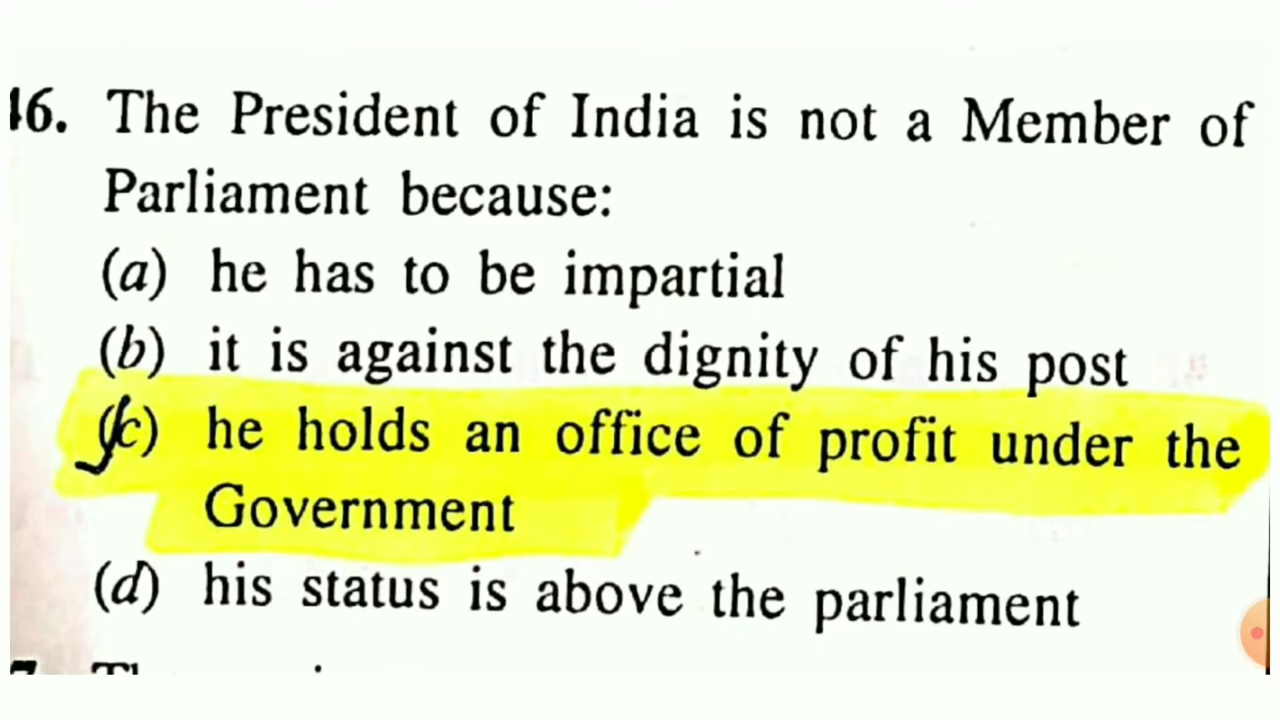 46. The President of India is not a Member of
Parliament because:
(a) he has to be impartial
(b) it is against the dignity of his post
(c) he holds an office of profit under the
Government
(d) his status is above the parliament